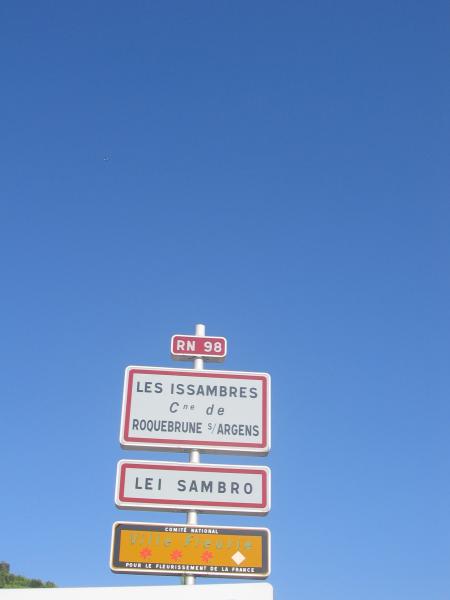 RN 98
LES ISSAMBRES
Cne de
ROQUEBRUNE S/ARGENS
LEI SAMBRO
COMITÉ NATIONAL
Ville Fleurie
POUR LE FLEURISSEMENT DE LA FRANCE